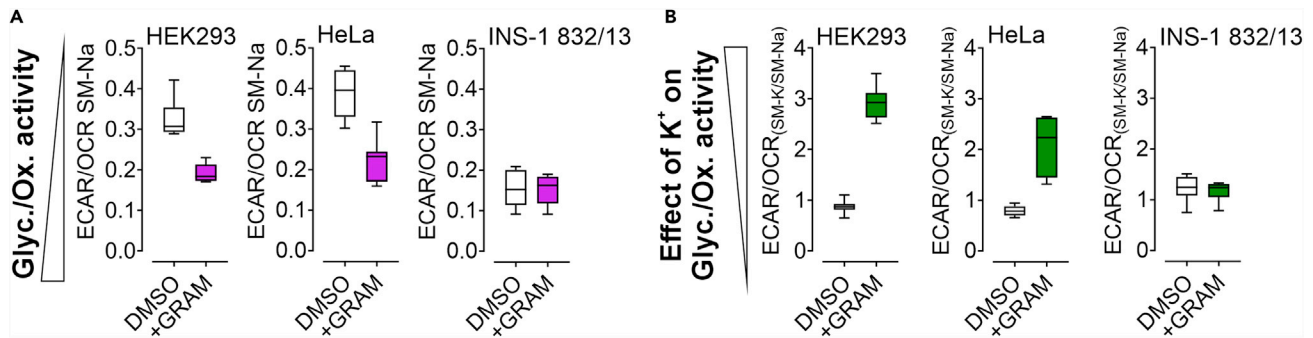 A
Glyc./Ox. activity
HEK293
ECAR/OCR SM-Na
0.5
0.4
0.3
0.2
0.1
0.0
DMSO
+GRAM
HeLa
ECAR/OCR SM-Na
0.5
0.4
0.3
0.2
0.1
0.0
DMSO
+GRAM
INS-1 832/13
ECAR/OCR SM-Na
0.5
0.4
0.3
0.2
0.1
0.0
DMSO
+GRAM
B
Effect of K⁺ on
Glyc./Ox. activity
HEK293
ECAR/OCR(SM-K/SM-Na)
4
3
2
1
0
DMSO
+GRAM
HeLa
ECAR/OCR(SM-K/SM-Na)
4
3
2
1
0
DMSO
+GRAM
INS-1 832/13
ECAR/OCR(SM-K/SM-Na)
4
3
2
1
0
DMSO
+GRAM